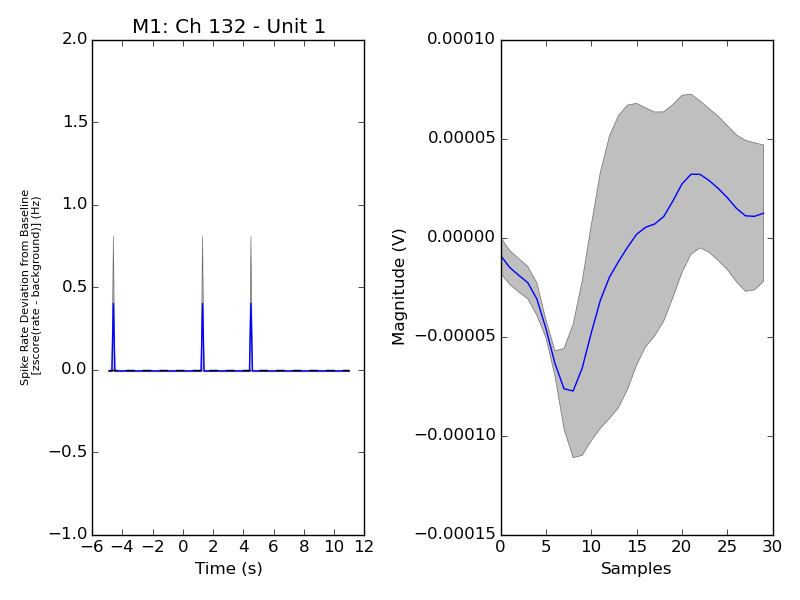 M1: Ch 132 - Unit 1
2.0
1.5
1.0
0.5
0.0
−0.5
−1.0
−6 −4 −2 0 2 4 6 8 10 12
Time (s)
Spike Rate Deviation from Baseline
[zscore(rate - background)] (Hz)
0.00010
0.00005
0.00000
−0.00005
−0.00010
−0.00015
0 5 10 15 20 25 30
Samples
Magnitude (V)